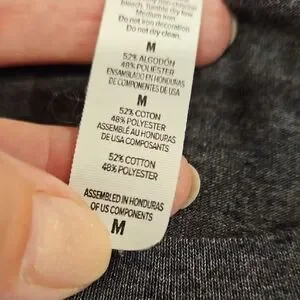 bleach. Tumble dry low
Medium iron
Do not iron decoration
Do not dry clean.
M
52% ALGODÓN
48% POLIÉSTER
ENSAMBLADO EN HONDURAS
DE COMPONENTES DE USA
M
52% COTON
48% POLYESTER
ASSEMBLÉ AU HONDURAS
DE USA COMPOSANTS
52% COTTON
48% POLYESTER
ASSEMBLED IN HONDURAS
OF US COMPONENTS
M